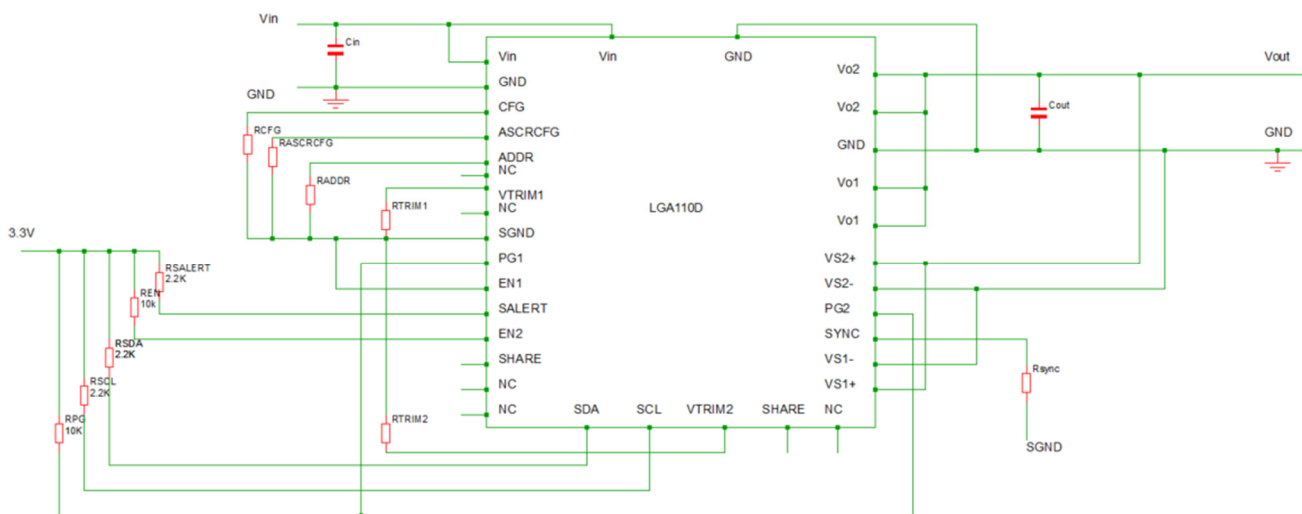 Vin
Cin
GND
Vin
Vin
GND
GND
CFG
ASCRCFG
ADDR
NC
VTRIM1
NC
SGND
PG1
EN1
SALERT
EN2
SHARE
NC
NC
SDA
SCL
VTRIM2
SHARE
NC
LGA110D
Vo2
Vo2
GND
Vo1
Vo1
VS2+
VS2-
PG2
SYNC
VS1-
VS1+
Vout
Cout
GND
Rsync
SGND
RCFG
RASCRCFG
RADDR
RTRIM1
3.3V
RSALERT
2.2K
REN
10k
RSDA
2.2K
RSCL
2.2K
RPG
10K
RTRIM2